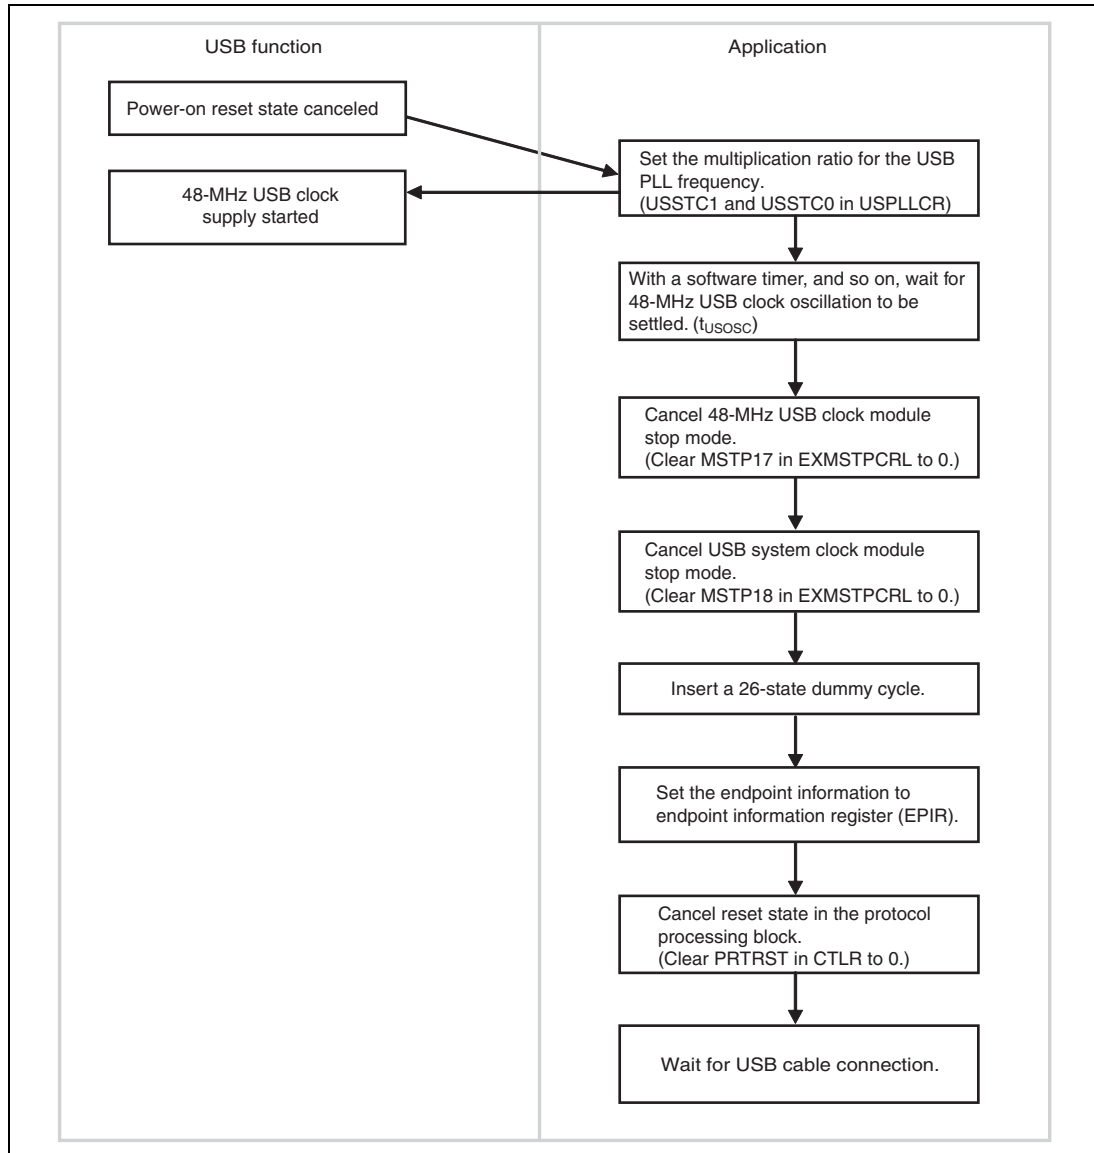 USB function
Application
Power-on reset state canceled
Set the multiplication ratio for the USB
PLL frequency.
(USSTC1 and USSTC0 in USPLLCR)
48-MHz USB clock
supply started
With a software timer, and so on, wait for
48-MHz USB clock oscillation to be
settled. (tUSOSC)
Cancel 48-MHz USB clock module
stop mode.
(Clear MSTP17 in EXMSTPCRL to 0.)
Cancel USB system clock module
stop mode.
(Clear MSTP18 in EXMSTPCRL to 0.)
Insert a 26-state dummy cycle.
Set the endpoint information to
endpoint information register (EPIR).
Cancel reset state in the protocol
processing block.
(Clear PRTRST in CTLR to 0.)
Wait for USB cable connection.